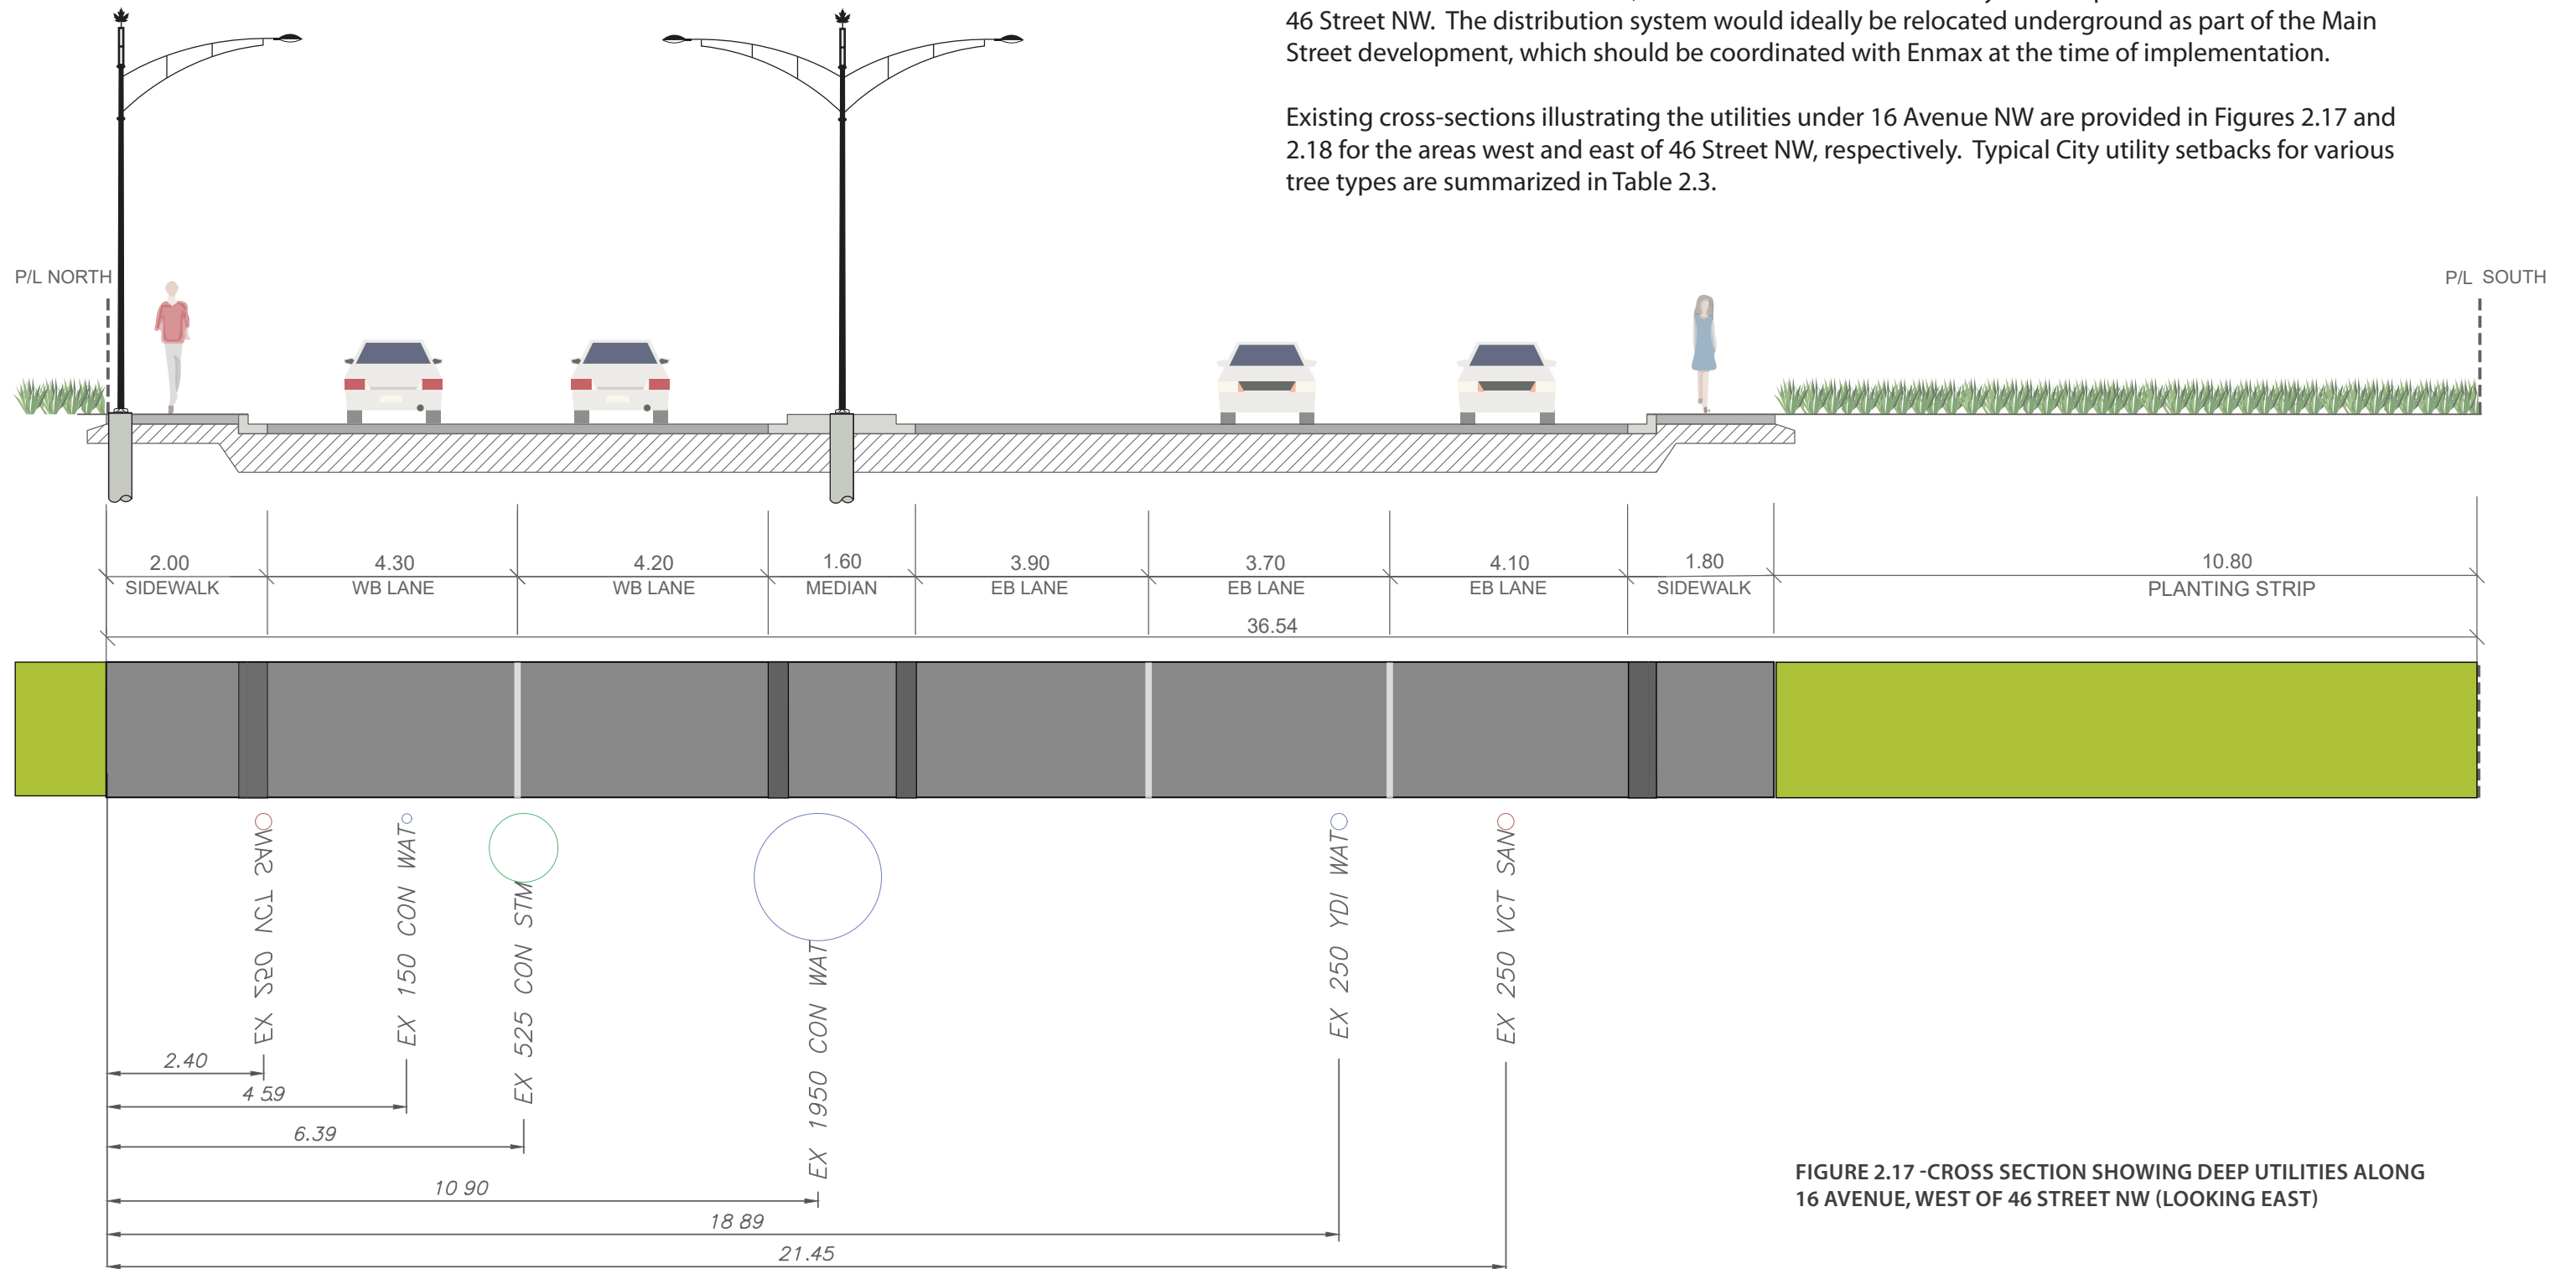 46 Street NW. The distribution system would ideally be relocated underground as part of the Main
Street development, which should be coordinated with Enmax at the time of implementation.
Existing cross-sections illustrating the utilities under 16 Avenue NW are provided in Figures 2.17 and
2.18 for the areas west and east of 46 Street NW, respectively. Typical City utility setbacks for various
tree types are summarized in Table 2.3.
P/L NORTH
P/L SOUTH
2.00
SIDEWALK
4.30
WB LANE
4.20
WB LANE
1.60
MEDIAN
3.90
EB LANE
3.70
EB LANE
4.10
EB LANE
1.80
SIDEWALK
10.80
PLANTING STRIP
36.54
EX 250 VCT SAN
EX 150 CON WAT
EX 525 CON STM
EX 1950 CON WAT
EX 250 YDI WAT
EX 250 VCT SAN
2.40
4 59
6.39
10 90
18 89
21.45
FIGURE 2.17 -CROSS SECTION SHOWING DEEP UTILITIES ALONG
16 AVENUE, WEST OF 46 STREET NW (LOOKING EAST)